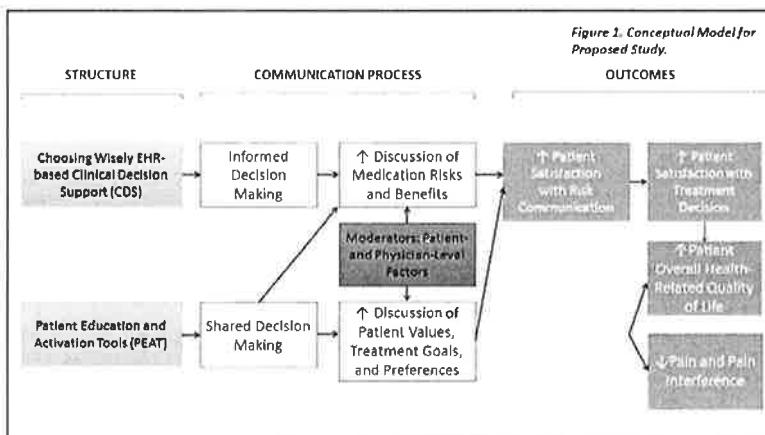 Figure 1. Conceptual Model for
Proposed Study.
STRUCTURE
COMMUNICATION PROCESS
OUTCOMES
Choosing Wisely EHR-
based Clinical Decision
Support (CDS)
Informed
Decision
Making
↑ Discussion of
Medication Risks
and Benefits
↑ Patient
Satisfaction
with Risk
Communication
↑ Patient
Satisfaction with
Treatment
Decision
Moderators: Patient-
and Physician-Level
Factors
↑ Patient
Overall Health-
Related Quality
of Life
Patient Education and
Activation Tools (PEAT)
Shared Decision
Making
↑ Discussion of
Patient Values,
Treatment Goals,
and Preferences
↓ Pain and Pain
Interference